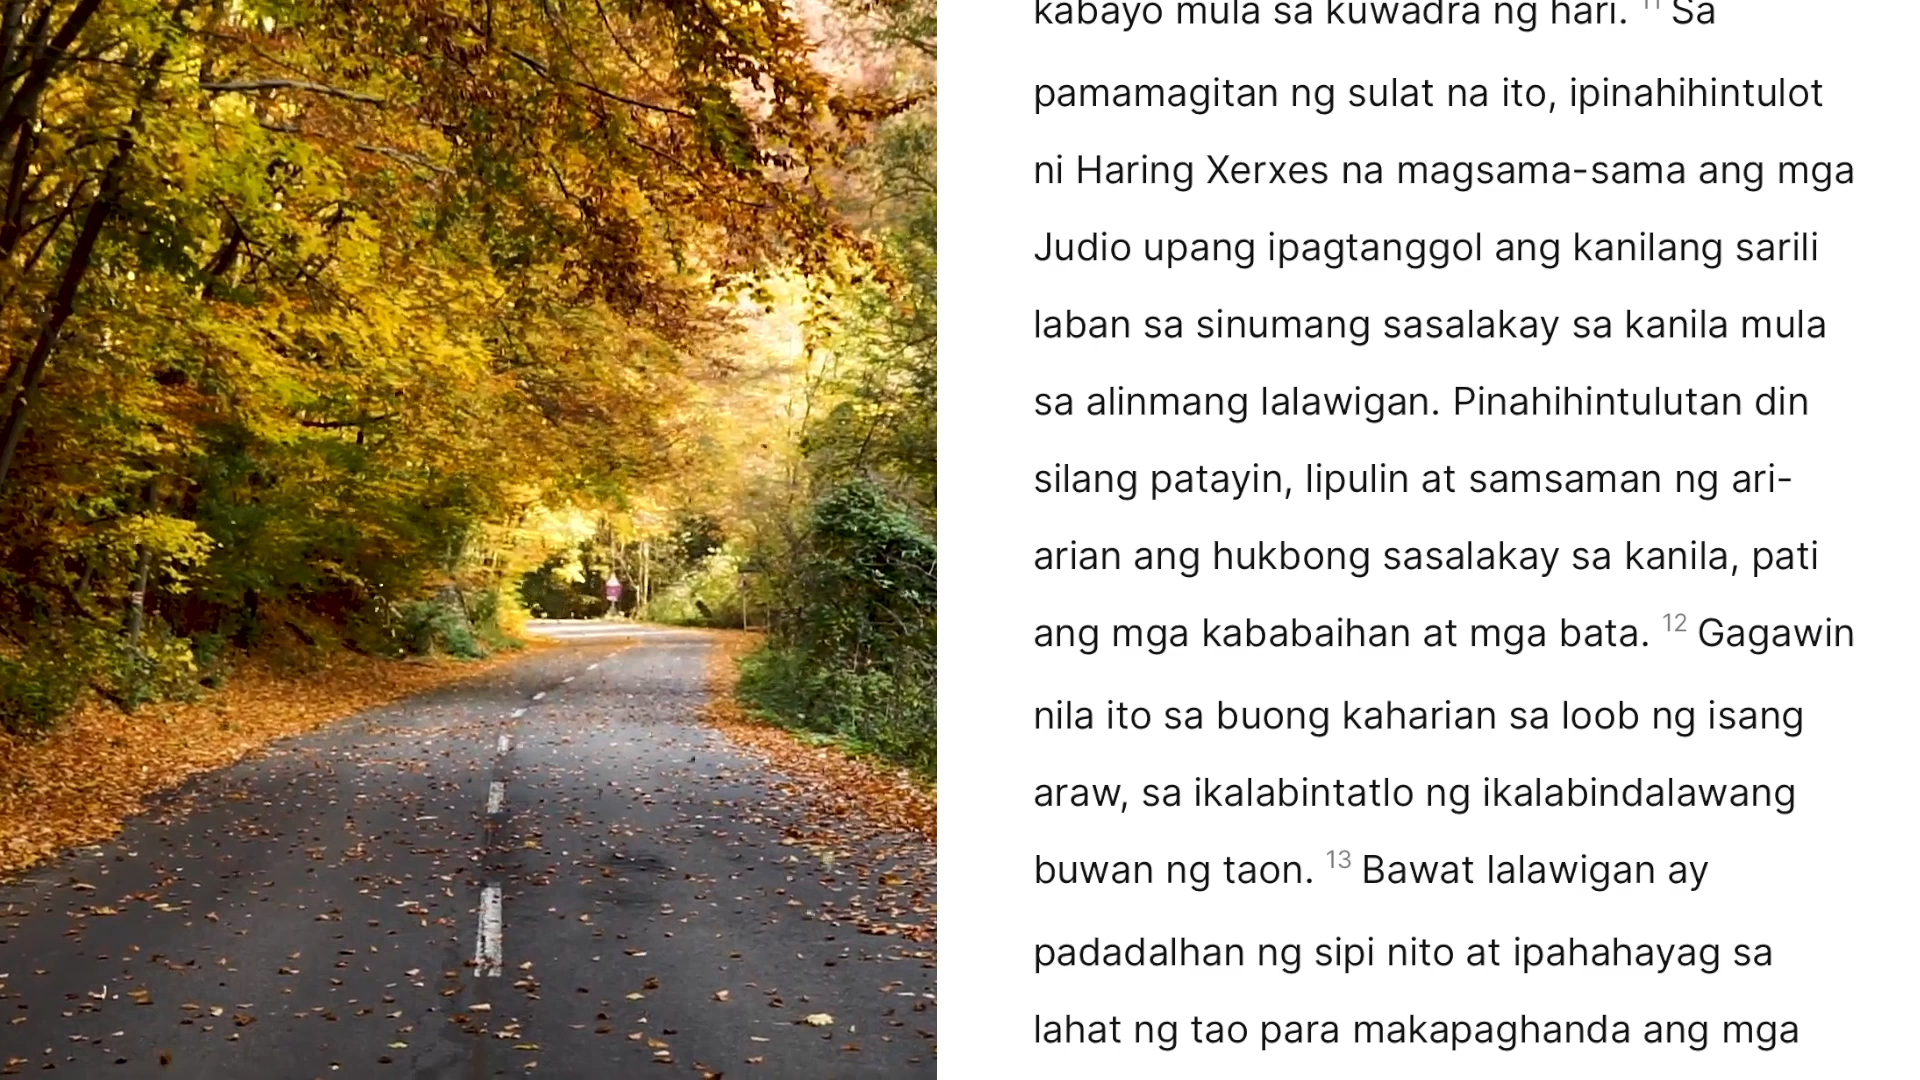 kabayo mula sa kuwadra ng hari. 11 Sa
pamamagitan ng sulat na ito, ipinahihintulot
ni Haring Xerxes na magsama-sama ang mga
Judio upang ipagtanggol ang kanilang sarili
laban sa sinumang sasalakay sa kanila mula
sa alinmang lalawigan. Pinahihintulutan din
silang patayin, lipulin at samsaman ng ari-
arian ang hukbong sasalakay sa kanila, pati
ang mga kababaihan at mga bata. 12 Gagawin
nila ito sa buong kaharian sa loob ng isang
araw, sa ikalabintatlo ng ikalabindalawang
buwan ng taon. 13 Bawat lalawigan ay
padadalhan ng sipi nito at ipahahayag sa
lahat ng tao para makapaghanda ang mga